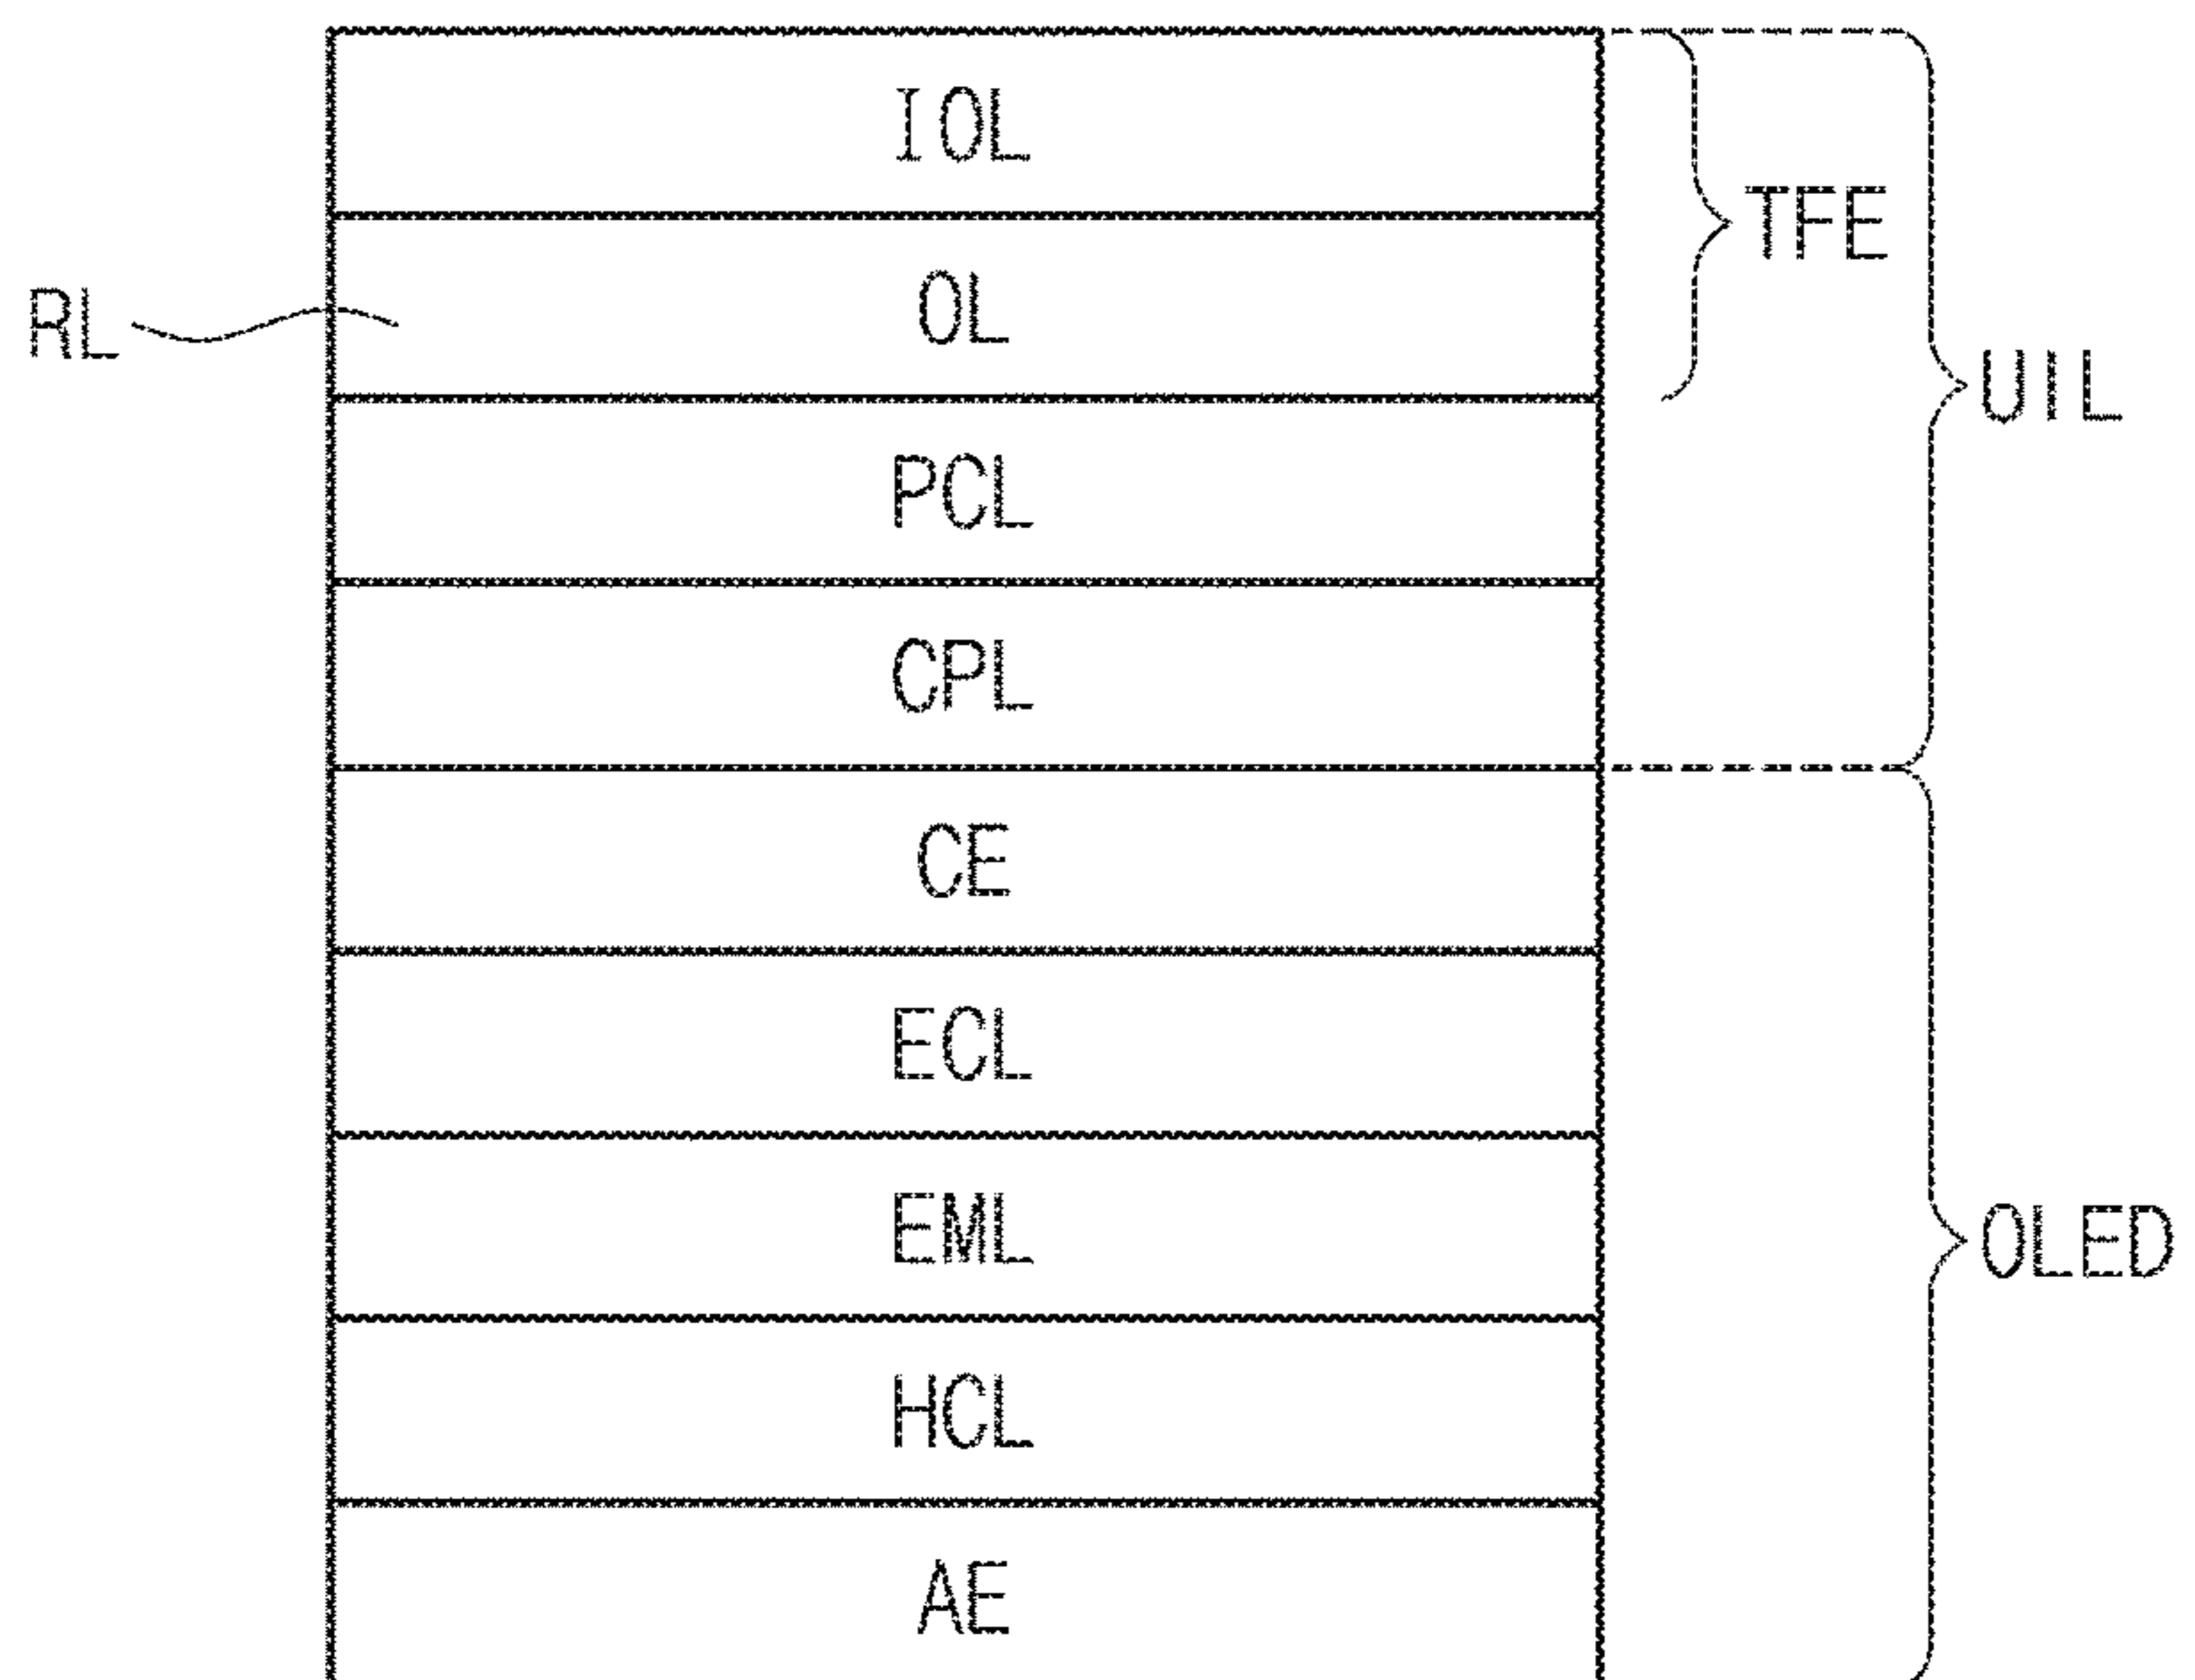 IOL
TFE
RL
OL
UIL
PCL
CPL
CE
ECL
EML
OLED
HCL
AE